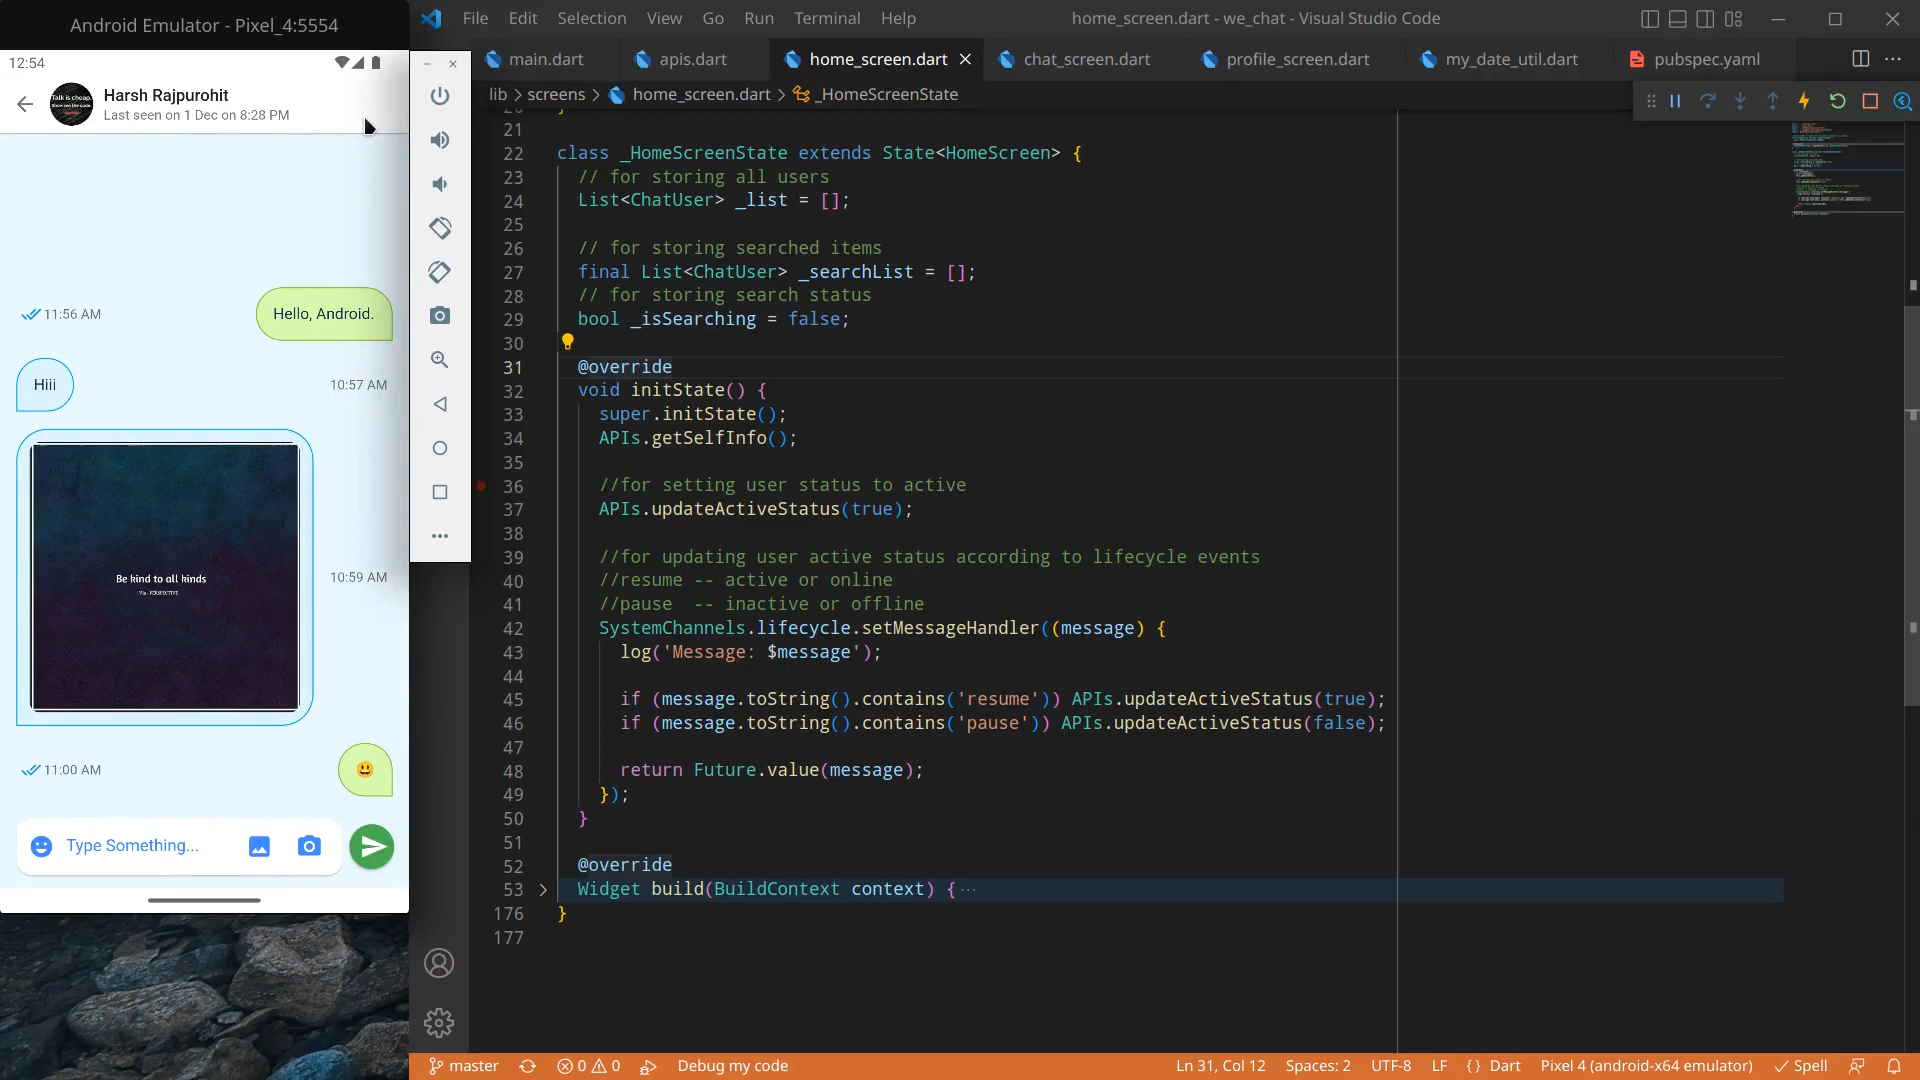 Android Emulator - Pixel_4:5554
12:54
Harsh Rajpurohit
Last seen on 1 Dec on 8:28 PM
Talk is cheap.
Show me the code.
11:56 AM
Hello, Android.
Hiii
10:57 AM
Be kind to all kinds
10:59 AM
11:00 AM
Type Something...
File Edit Selection View Go Run Terminal Help
home_screen.dart - we_chat - Visual Studio Code
main.dart
apis.dart
home_screen.dart
chat_screen.dart
profile_screen.dart
my_date_util.dart
pubspec.yaml
lib > screens > home_screen.dart > _HomeScreenState
21
22 class _HomeScreenState extends State<HomeScreen> {
23 // for storing all users
24 List<ChatUser> _list = [];
25
26 // for storing searched items
27 final List<ChatUser> _searchList = [];
28 // for storing search status
29 bool _isSearching = false;
30
31 @override
32 void initState() {
33 super.initState();
34 APIs.getSelfInfo();
35
36 //for setting user status to active
37 APIs.updateActiveStatus(true);
38
39 //for updating user active status according to lifecycle events
40 //resume -- active or online
41 //pause  -- inactive or offline
42 SystemChannels.lifecycle.setMessageHandler((message) {
43 log('Message: $message');
44
45 if (message.toString().contains('resume')) APIs.updateActiveStatus(true);
46 if (message.toString().contains('pause')) APIs.updateActiveStatus(false);
47
48 return Future.value(message);
49 });
50 }
51
52 @override
53 Widget build(BuildContext context) { ...
176 }
177
master
0 0
Debug my code
Ln 31, Col 12
Spaces: 2
UTF-8
LF
{ } Dart
Pixel 4 (android-x64 emulator)
Spell